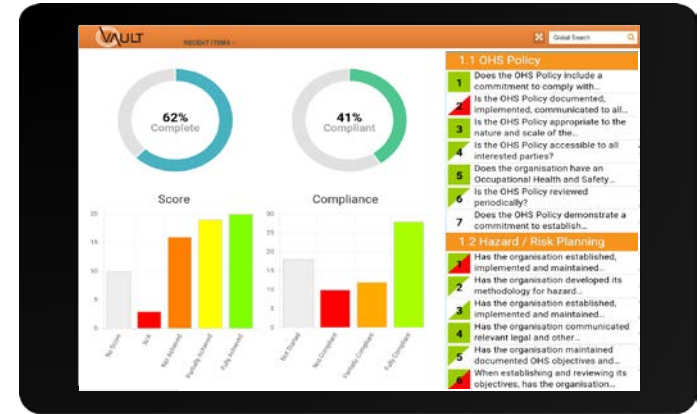 VAULT
RECENT ITEMS
Global Search
62%
Complete
41%
Compliant
Score
20
15
10
5
0
No Score
N/A
Not Achieved
Partially Achieved
Fully Achieved
Compliance
30
25
20
15
10
5
0
Not Started
Not Compliant
Partially Compliant
Fully Compliant
1.1 OHS Policy
1 Does the OHS Policy include a
commitment to comply with...
2 Is the OHS Policy documented,
implemented, communicated to all...
3 Is the OHS Policy appropriate to the
nature and scale of the...
4 Is the OHS Policy accessible to all
interested parties?
5 Does the organisation have an
Occupational Health and Safety...
6 Is the OHS Policy reviewed
periodically?
7 Does the OHS Policy demonstrate a
commitment to establish...
1.2 Hazard / Risk Planning
1 Has the organisation established,
implemented and maintained...
2 Has the organisation developed its
methodology for hazard...
3 Has the organisation established,
implemented and maintained...
4 Has the organisation communicated
relevant legal and other...
5 Has the organisation maintained
documented OHS objectives and...
6 When establishing and reviewing its
objectives, has the organisation...